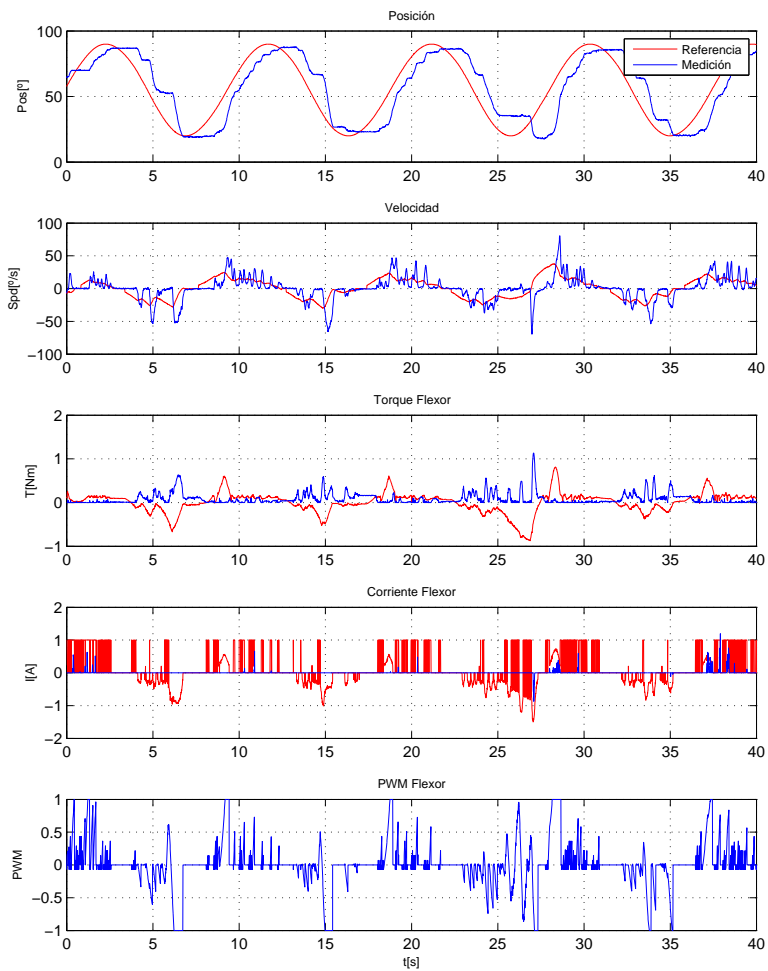 Posición
Pos[º]
100
50
0
0 5 10 15 20 25 30 35 40
Referencia
Medición
Velocidad
Spd[º/s]
100
50
0
−50
−100
0 5 10 15 20 25 30 35 40
Torque Flexor
T[Nm]
2
1
0
−1
0 5 10 15 20 25 30 35 40
Corriente Flexor
I[A]
2
1
0
−1
−2
0 5 10 15 20 25 30 35 40
PWM Flexor
PWM
1
0.5
0
−0.5
−1
0 5 10 15 20 25 30 35 40
t[s]